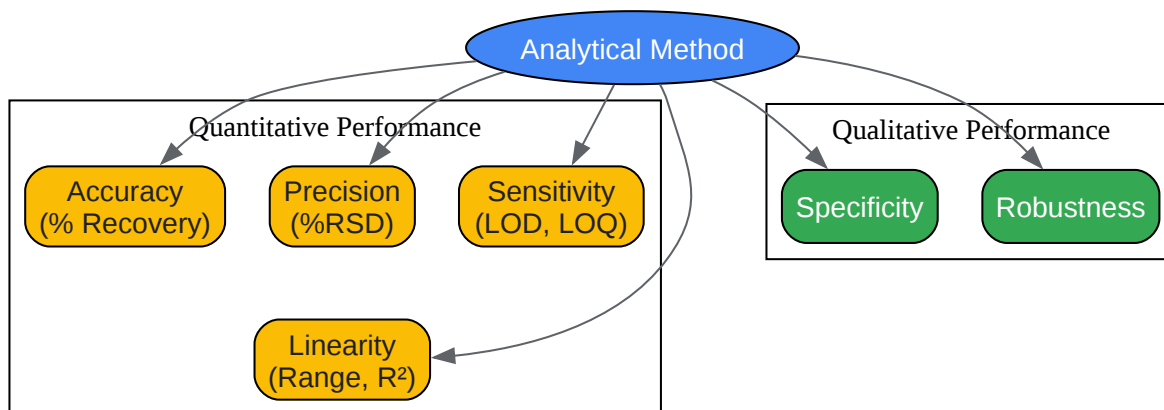 Analytical Method
Quantitative Performance
Qualitative Performance
Accuracy
(% Recovery)
Precision
(%RSD)
Sensitivity
(LOD, LOQ)
Specificity
Robustness
Linearity
(Range, R²)